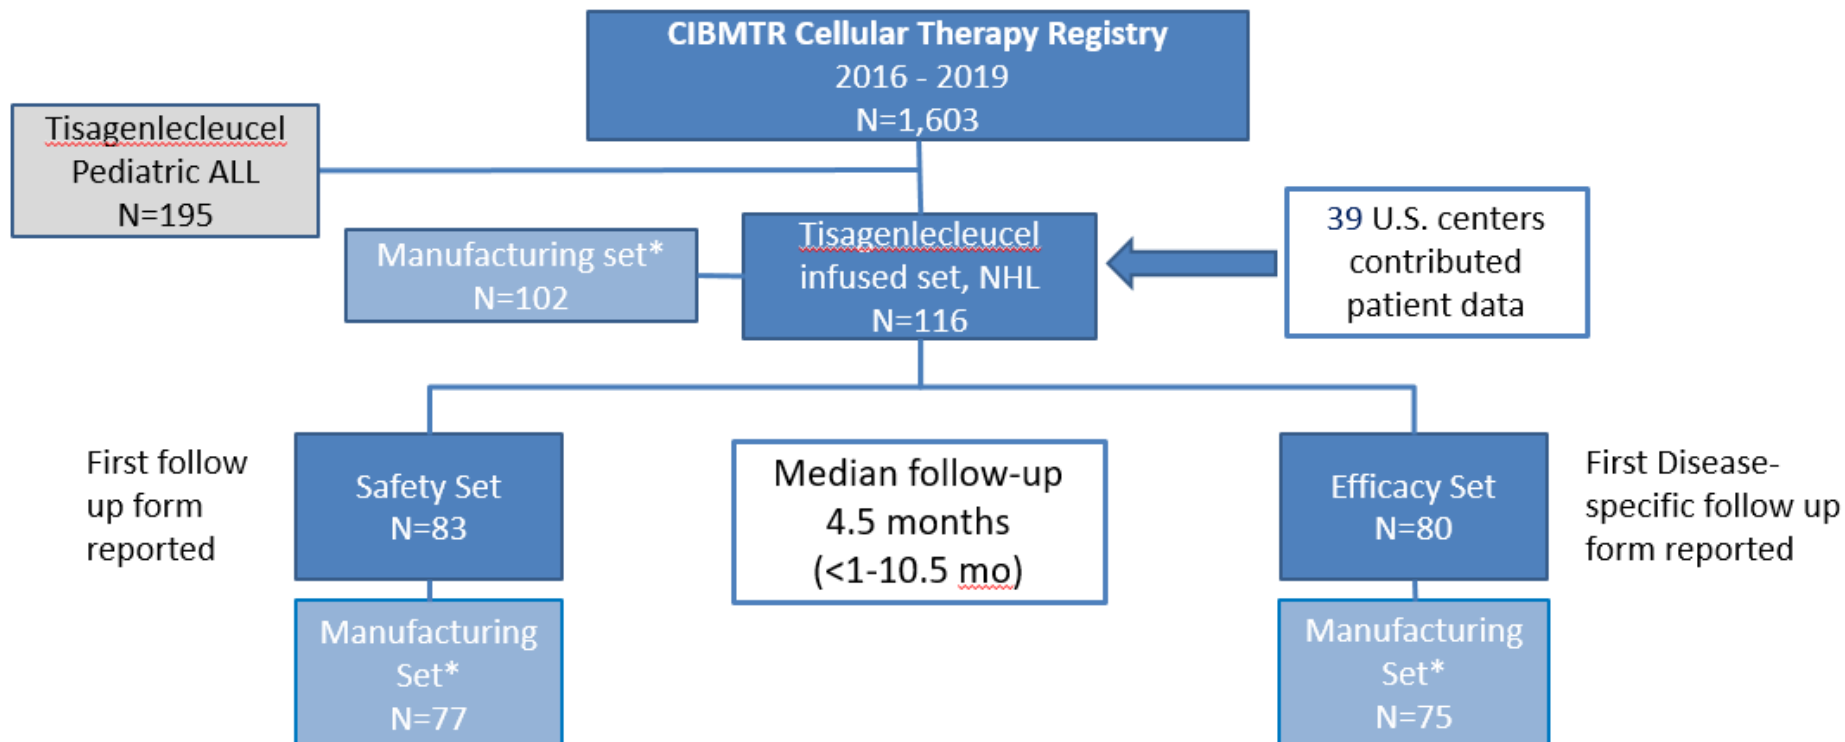 CIBMTR Cellular Therapy Registry
2016 - 2019
N=1,603
Tisagenlecleucel
Pediatric ALL
N=195
Manufacturing set*
N=102
Tisagenlecleucel
infused set, NHL
N=116
39 U.S. centers
contributed
patient data
First follow
up form
reported
Safety Set
N=83
Median follow-up
4.5 months
(<1-10.5 mo)
Efficacy Set
N=80
First Disease-
specific follow up
form reported
Manufacturing
Set*
N=77
Manufacturing
Set*
N=75